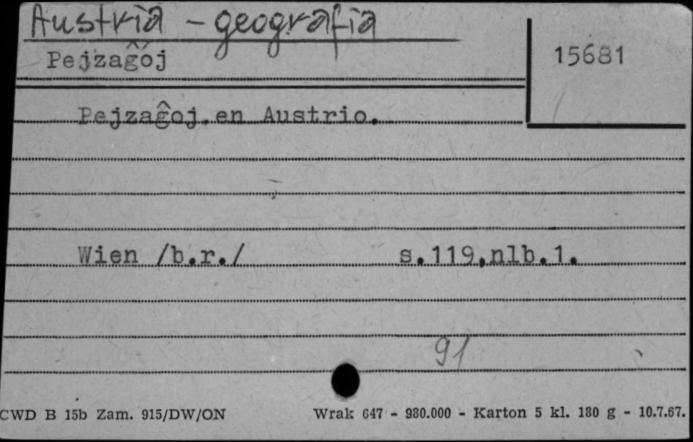 Austria - geografia
Pejzaĝoj
15681
Pejzaĝoj en Austrio.
Wien /b.r./ s.119,nlb.1.
91
CWD B 15b Zam. 915/DW/ON Wrak 647 - 980.000 - Karton 5 kl. 180 g - 10.7.67.